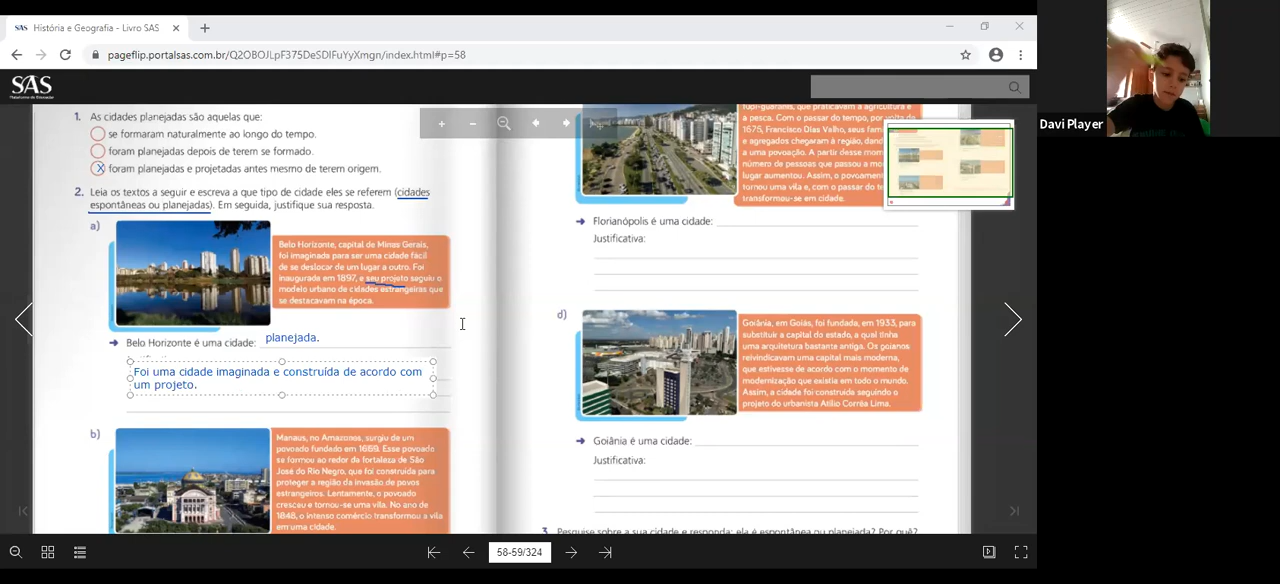 SAS História e Geografia - Livro SAS
pageflip.portalsas.com.br/Q2OBOJLpF375DeSDIFuYyXmgn/index.html#p=58
SAS
1. As cidades planejadas são aquelas que:
se formaram naturalmente ao longo do tempo.
foram planejadas depois de terem se formado.
X foram planejadas e projetadas antes mesmo de terem origem.
2. Leia os textos a seguir e escreva a que tipo de cidade eles se referem (cidades
espontâneas ou planejadas). Em seguida, justifique sua resposta.
a)
Belo Horizonte, capital de Minas Gerais,
foi imaginada para ser uma cidade fácil
de se deslocar de um lugar a outro. Foi
inaugurada em 1897, e seu projeto seguiu o
modelo urbano de cidades estrangeiras que
se destacavam na época.
Belo Horizonte é uma cidade: planejada.
Foi uma cidade imaginada e construída de acordo com
um projeto.
b)
Manaus, no Amazonas, surgiu de um
povoado fundado em 1669. Esse povoado
se formou ao redor da fortaleza de São
José do Rio Negro, que foi construída para
proteger a região da invasão de povos
estrangeiros. Lentamente, o povoado
cresceu e tornou-se uma vila. No ano de
1848, o intenso comércio transformou a vila
em uma cidade.
tupi-guaranis, que praticavam a agricultura e
a pesca. Com o passar do tempo, por volta de
1675, Francisco Dias Velho, seus
e agregados chegaram à região,
a uma povoação. A partir desse
número de pessoas que passou a
lugar aumentou. Assim, o povoamento
tornou uma vila e, com o passar do
transformou-se em cidade.
Florianópolis é uma cidade:
Justificativa:
d)
Goiânia, em Goiás, foi fundada, em 1933, para
substituir a capital do estado, a qual tinha
uma arquitetura bastante antiga. Os goianos
reivindicavam uma capital mais moderna,
que estivesse de acordo com o momento de
modernização que existia em todo o mundo.
Assim, a cidade foi construída seguindo o
projeto do urbanista Atílio Corrêa Lima.
Goiânia é uma cidade:
Justificativa:
3. Pesquise sobre a sua cidade e responda: ela é espontânea ou planejada? Por quê?
58-59/324
Davi Player